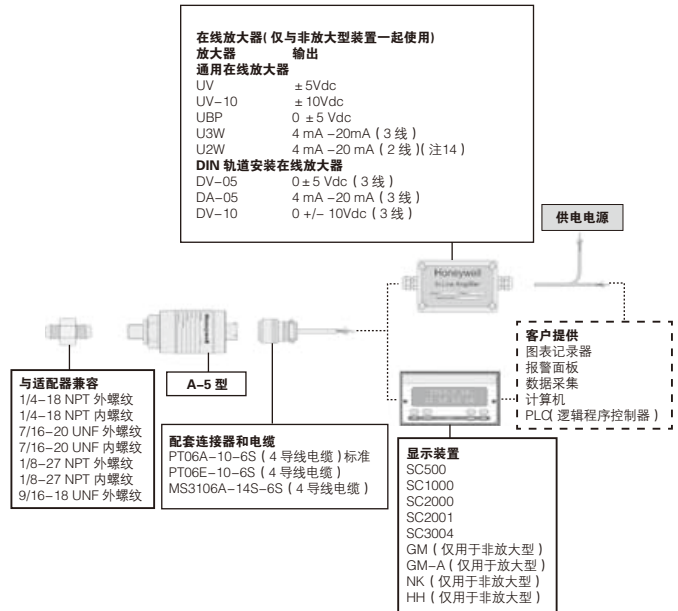 在线放大器( 仅与非放大型装置一起使用)
放大器 输出
通用在线放大器
UV ± 5Vdc
UV-10 ± 10Vdc
UBP 0 ± 5 Vdc
U3W 4 mA -20mA ( 3 线 )
U2W 4 mA -20 mA ( 2 线 )( 注14 )
DIN 轨道安装在线放大器
DV-05 0 ± 5 Vdc ( 3 线 )
DA-05 4 mA -20 mA ( 3 线 )
DV-10 0 +/- 10Vdc ( 3 线 )
供电电源
Honeywell
In-Line Amplifier
Honeywell
A-5 型
与适配器兼容
1/4-18 NPT 外螺纹
1/4-18 NPT 内螺纹
7/16-20 UNF 外螺纹
7/16-20 UNF 内螺纹
1/8-27 NPT 外螺纹
1/8-27 NPT 内螺纹
9/16-18 UNF 外螺纹
配套连接器和电缆
PT06A-10-6S ( 4 导线电缆 ) 标准
PT06E-10-6S ( 4 导线电缆 )
MS3106A-14S-6S ( 4 导线电缆 )
客户提供
图表记录器
报警面板
数据采集
计算机
PLC( 逻辑程序控制器 )
显示装置
SC500
SC1000
SC2000
SC2001
SC3004
GM ( 仅用于非放大型 )
GM-A ( 仅用于放大型 )
NK ( 仅用于非放大型 )
HH ( 仅用于非放大型 )